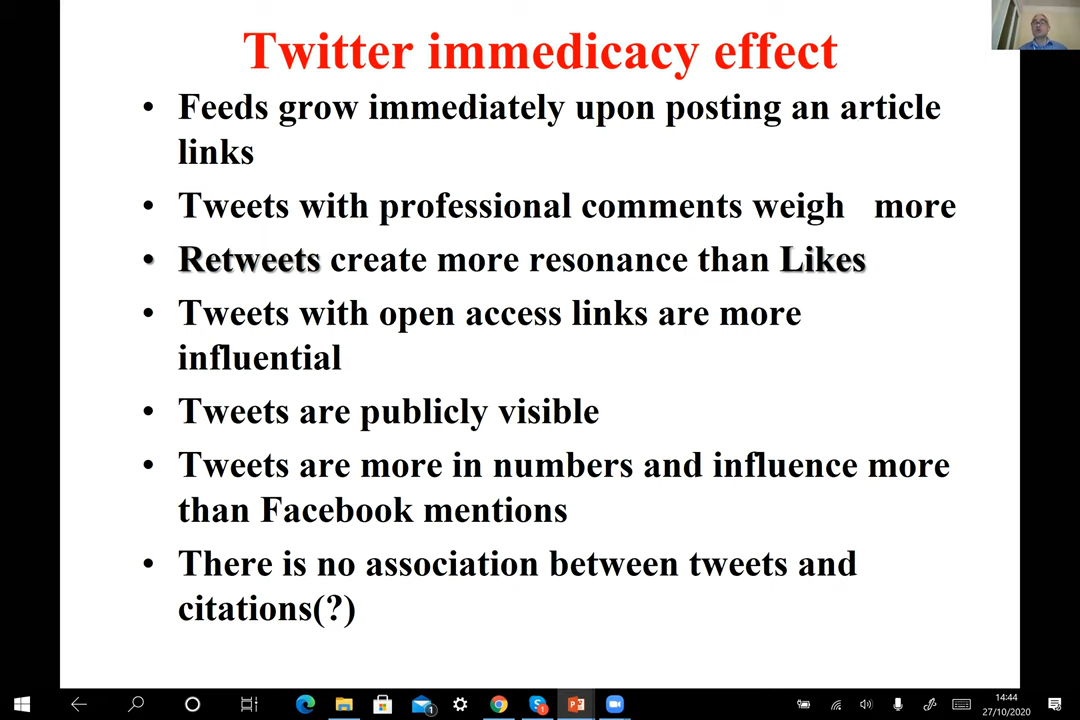 Twitter immedicacy effect
• Feeds grow immediately upon posting an article
links
• Tweets with professional comments weigh more
• Retweets create more resonance than Likes
• Tweets with open access links are more
influential
• Tweets are publicly visible
• Tweets are more in numbers and influence more
than Facebook mentions
• There is no association between tweets and
citations(?)
14:44
27/10/2020